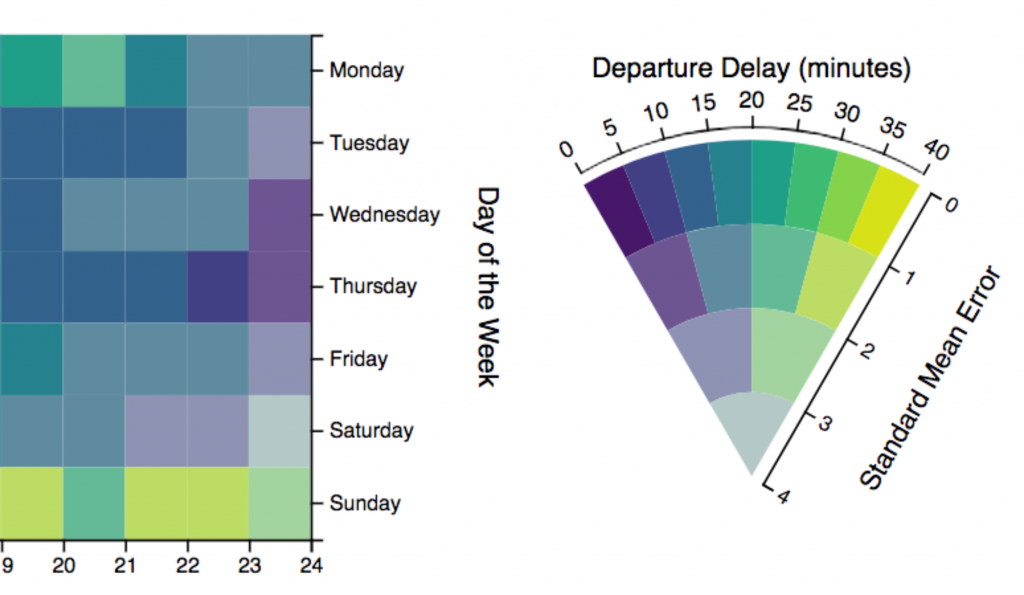 Monday
Tuesday
Wednesday
Thursday
Friday
Saturday
Sunday
9 20 21 22 23 24
Day of the Week
Departure Delay (minutes)
0 5 10 15 20 25 30 35 40
0
1
2
3
4
Standard Mean Error